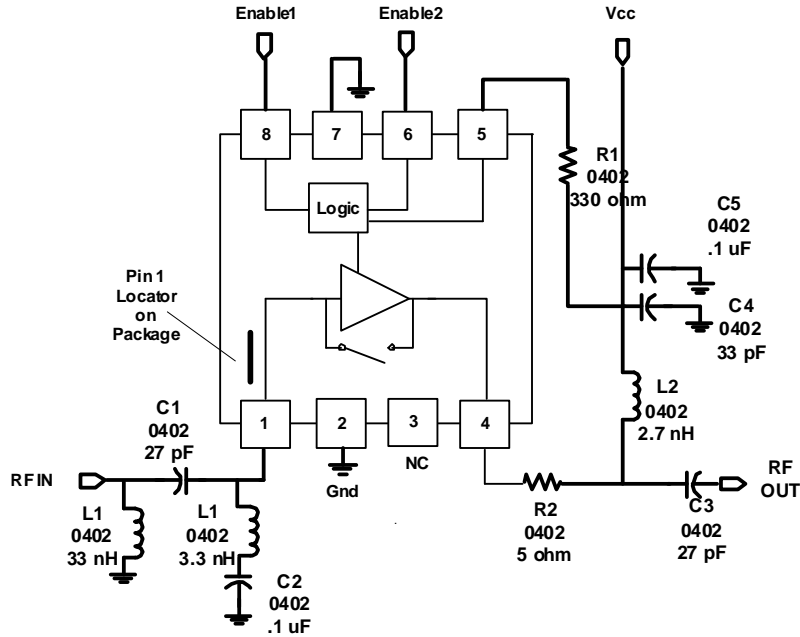 Enable1
Enable2
Vcc
8
7
6
5
R1
0402
330 ohm
Logic
C5
0402
.1 uF
Pin 1
Locator
on
Package
C4
0402
33 pF
L2
0402
2.7 nH
C1
0402
27 pF
1
2
3
4
NC
Gnd
RFIN
RF
OUT
L1
0402
33 nH
L1
0402
3.3 nH
R2
0402
5 ohm
C3
0402
27 pF
C2
0402
.1 uF